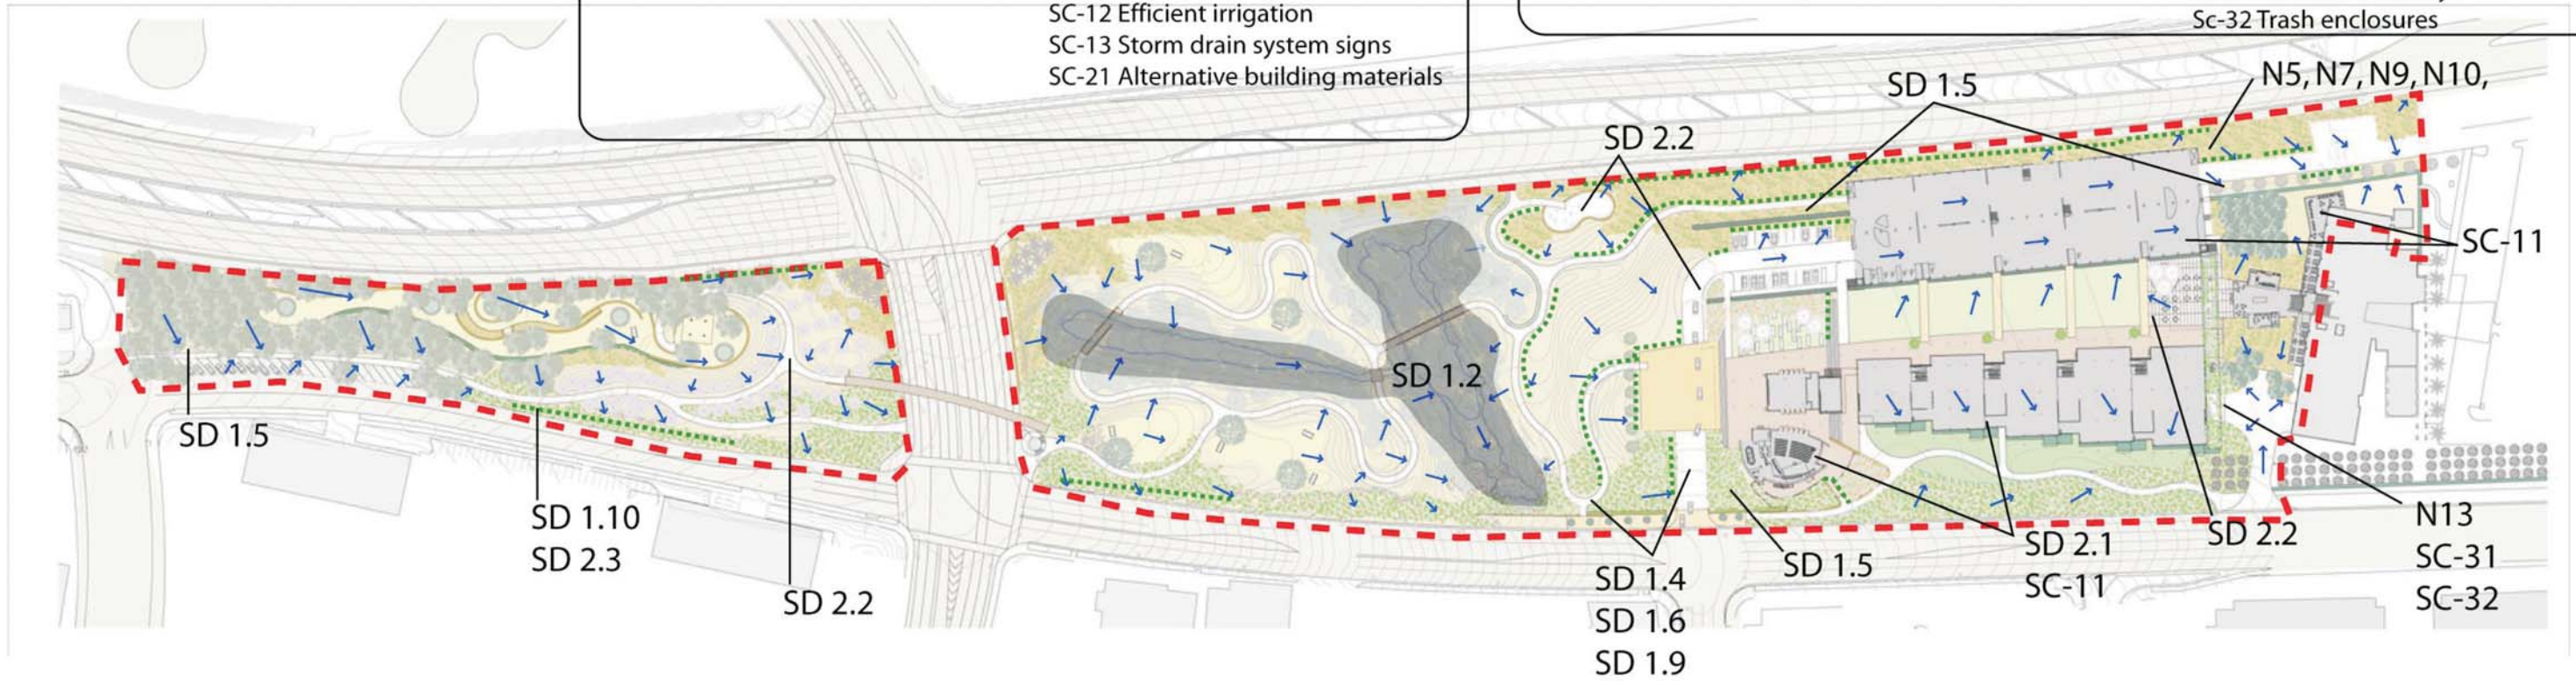 SC-12 Efficient irrigation
SC-13 Storm drain system signs
SC-21 Alternative building materials
Sc-32 Trash enclosures
N5, N7, N9, N10,
SD 1.5
SD 2.2
SC-11
SD 1.2
SD 1.5
SD 1.10
SD 2.3
SD 2.2
SD 1.4
SD 1.6
SD 1.9
SD 1.5
SD 2.1
SC-11
SD 2.2
N13
SC-31
SC-32